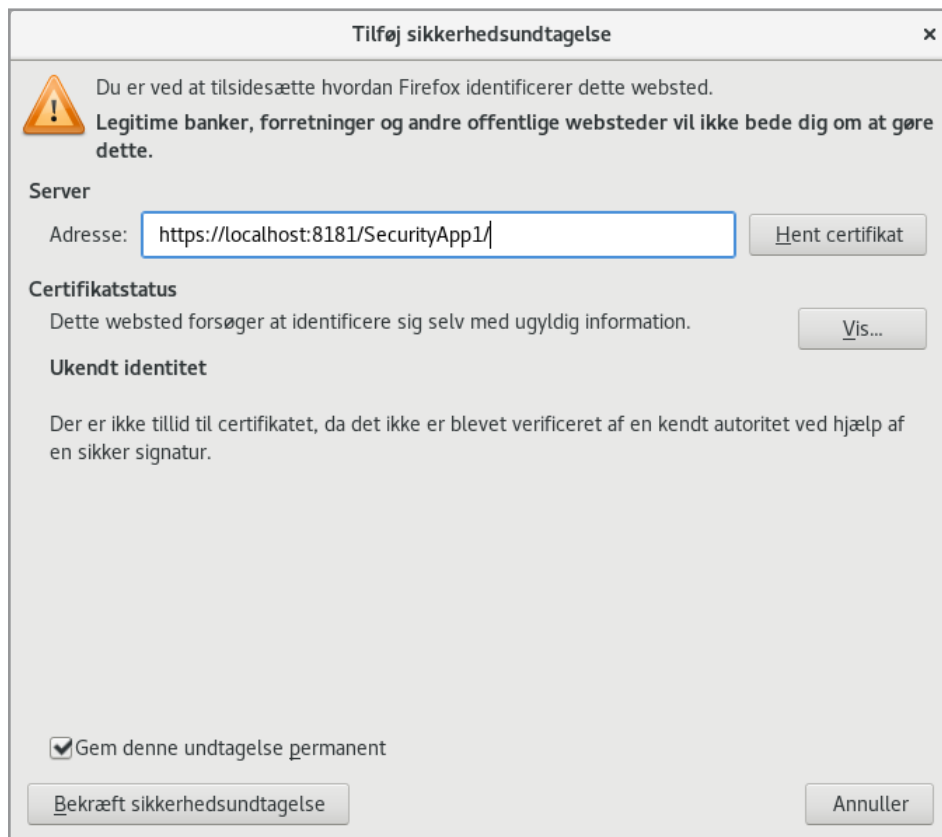 Tilføj sikkerhedsundtagelse
Du er ved at tilsidesætte hvordan Firefox identificerer dette websted.
Legitime banker, forretninger og andre offentlige websteder vil ikke bede dig om at gøre
dette.
Server
Adresse: https://localhost:8181/SecurityApp1/ Hent certifikat
Certifikatstatus
Dette websted forsøger at identificere sig selv med ugyldig information. Vis...
Ukendt identitet
Der er ikke tillid til certifikatet, da det ikke er blevet verificeret af en kendt autoritet ved hjælp af
en sikker signatur.
Gem denne undtagelse permanent
Bekræft sikkerhedsundtagelse Annuller